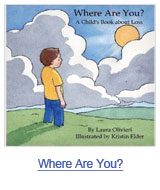 Where Are You?
A Child's Book about Loss
By Laura Olivieri
Illustrated by Kristin Elder
Where Are You?